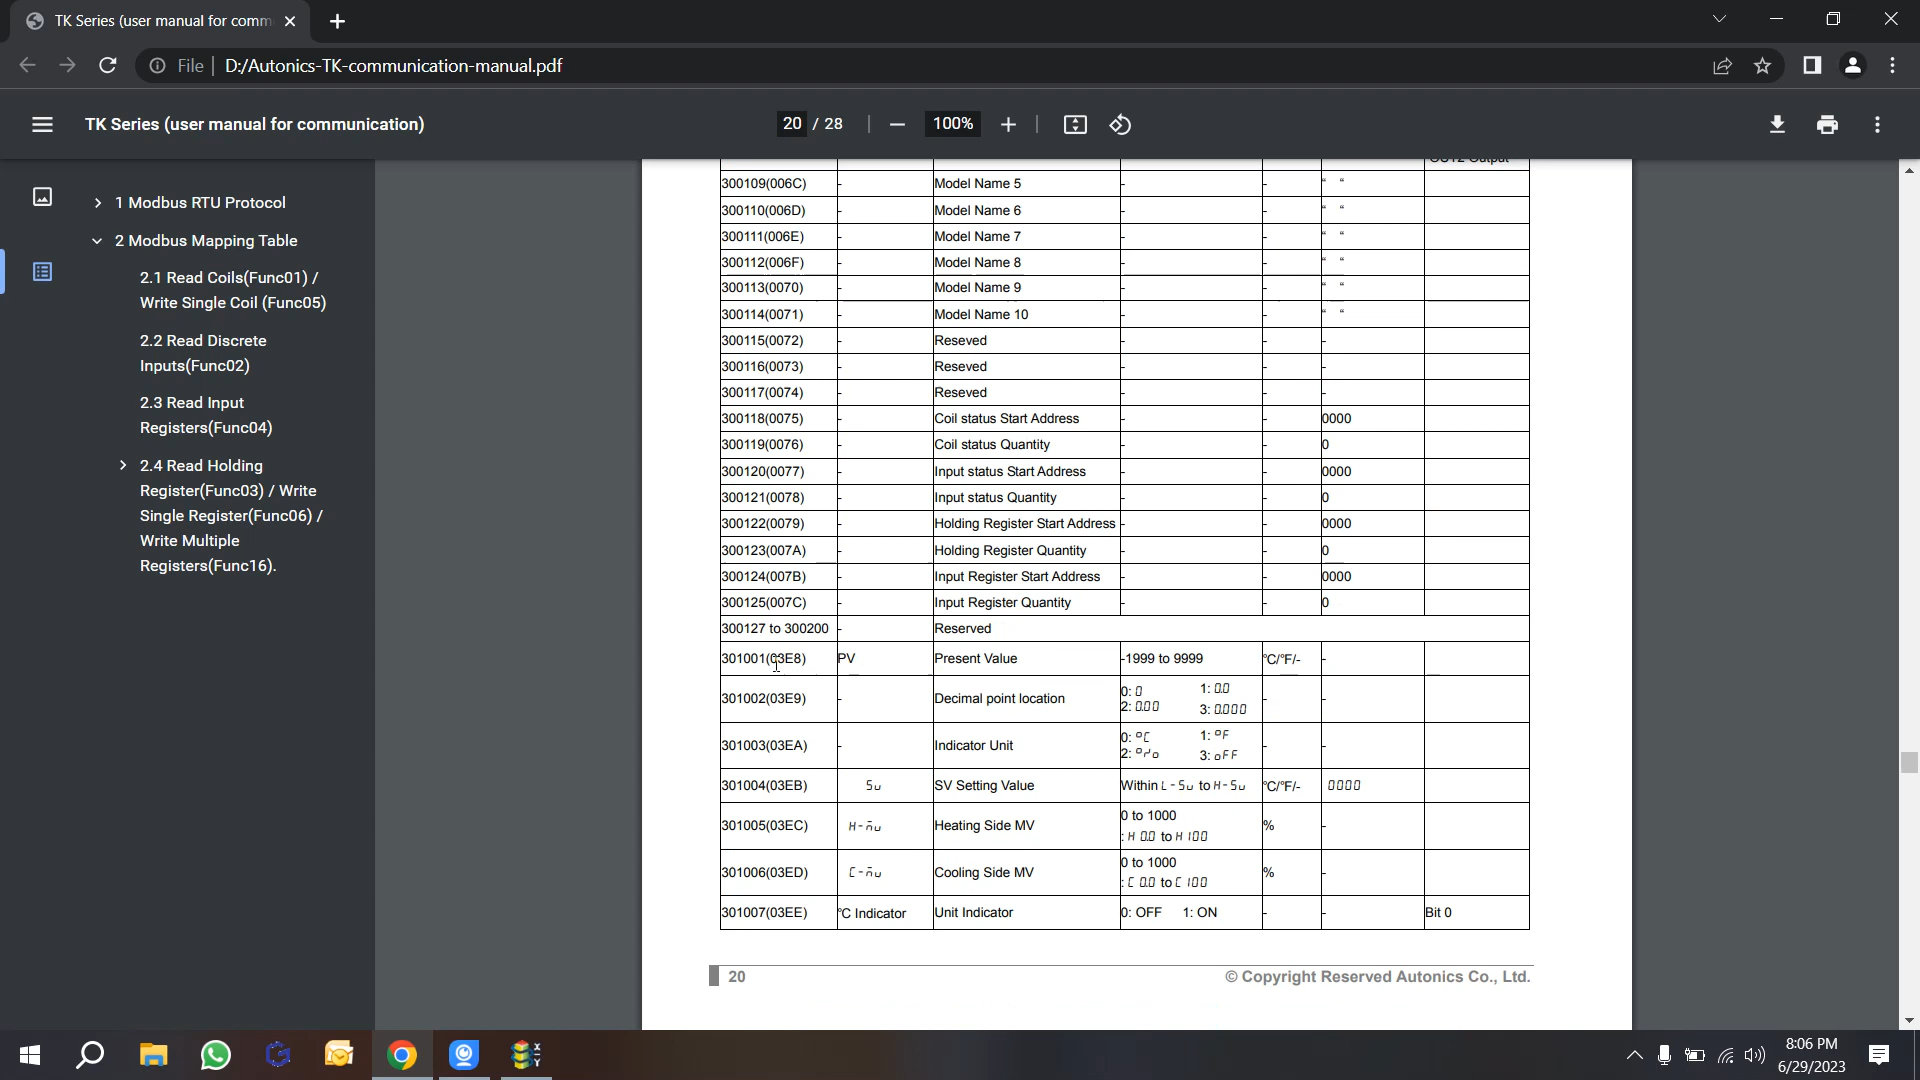 TK Series (user manual for comm
File | D:/Autonics-TK-communication-manual.pdf
TK Series (user manual for communication)
20 / 28
100%
1 Modbus RTU Protocol
2 Modbus Mapping Table
2.1 Read Coils(Func01) /
Write Single Coil (Func05)
2.2 Read Discrete
Inputs(Func02)
2.3 Read Input
Registers(Func04)
2.4 Read Holding
Register(Func03) / Write
Single Register(Func06) /
Write Multiple
Registers(Func16).
OUT2 Output
300109(006C) - Model Name 5 - - “ “
300110(006D) - Model Name 6 - - “ “
300111(006E) - Model Name 7 - - “ “
300112(006F) - Model Name 8 - - “ “
300113(0070) - Model Name 9 - - “ “
300114(0071) - Model Name 10 - - “ “
300115(0072) - Reseved - - -
300116(0073) - Reseved - - -
300117(0074) - Reseved - - -
300118(0075) - Coil status Start Address - - 0000
300119(0076) - Coil status Quantity - - 0
300120(0077) - Input status Start Address - - 0000
300121(0078) - Input status Quantity - - 0
300122(0079) - Holding Register Start Address - - 0000
300123(007A) - Holding Register Quantity - - 0
300124(007B) - Input Register Start Address - - 0000
300125(007C) - Input Register Quantity - - 0
300127 to 300200 - Reserved
301001(03E8) PV Present Value -1999 to 9999 °C/°F/- -
301002(03E9) - Decimal point location 0: 0 1: 0.0 - -
2: 0.00 3: 0.000
301003(03EA) - Indicator Unit 0: °C 1: °F - -
2: °/o 3: oFF
301004(03EB) Su SV Setting Value Within L-Su to H-Su °C/°F/- 0000
301005(03EC) H-Mu Heating Side MV 0 to 1000 % -
: H 0.0 to H 100
301006(03ED) C-Mu Cooling Side MV 0 to 1000 % -
: C 0.0 to C 100
301007(03EE) °C Indicator Unit Indicator 0: OFF 1: ON - - Bit 0
20
© Copyright Reserved Autonics Co., Ltd.
8:06 PM
6/29/2023